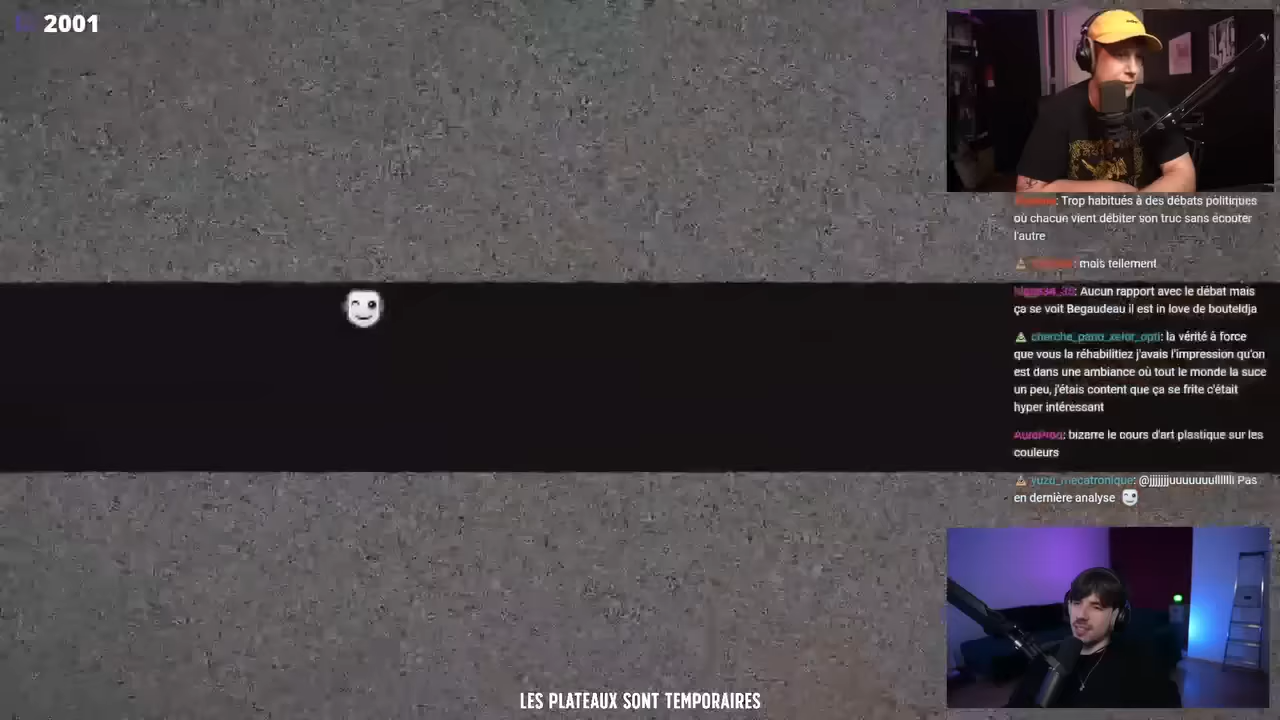 2001
: Trop habitués à des débats politiques
où chacun vient débiter son truc sans écouter
l'autre
: mais tellement
: Aucun rapport avec le débat mais
ça se voit Begaudeau il est in love de bouteldja
cherche_pano_xelor_opti: la vérité à force
que vous la réhabilitiez j'avais l'impression qu'on
est dans une ambiance où tout le monde la suce
un peu, j'étais content que ça se frite c'était
hyper intéressant
: bizarre le cours d'art plastique sur les
couleurs
yuzu_mecatronique: @jjjjjjjuuuuuuulllllli Pas
en dernière analyse
LES PLATEAUX SONT TEMPORAIRES